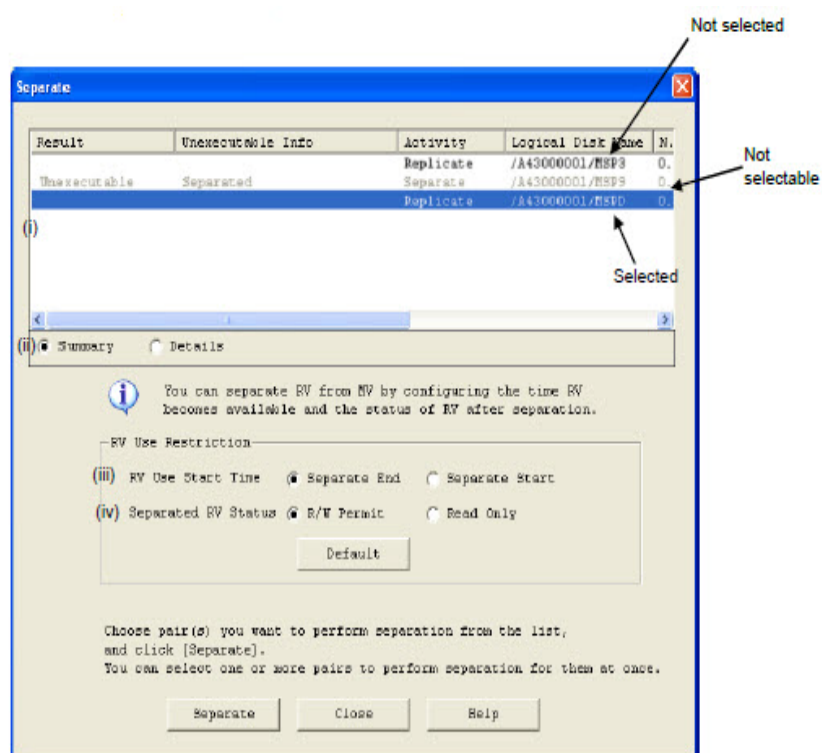 Not selected
Separate
Result Unexecutable Info Activity Logical Disk Name N.
Replicate /A43000001/MSP3 0.
Not selectable
Unexecutable Separated Separate /A43000001/MSP9 0.
Replicate /A43000001/MSPD 0.
(i)
Selected
(ii) Summary Details
You can separate RV from MV by configuring the time RV
becomes available and the status of RV after separation.
RV Use Restriction
(iii) RV Use Start Time Separate End Separate Start
(iv) Separated RV Status R/W Permit Read Only
Default
Choose pair(s) you want to perform separation from the list,
and click [Separate].
You can select one or more pairs to perform separation for them at once.
Separate Close Help